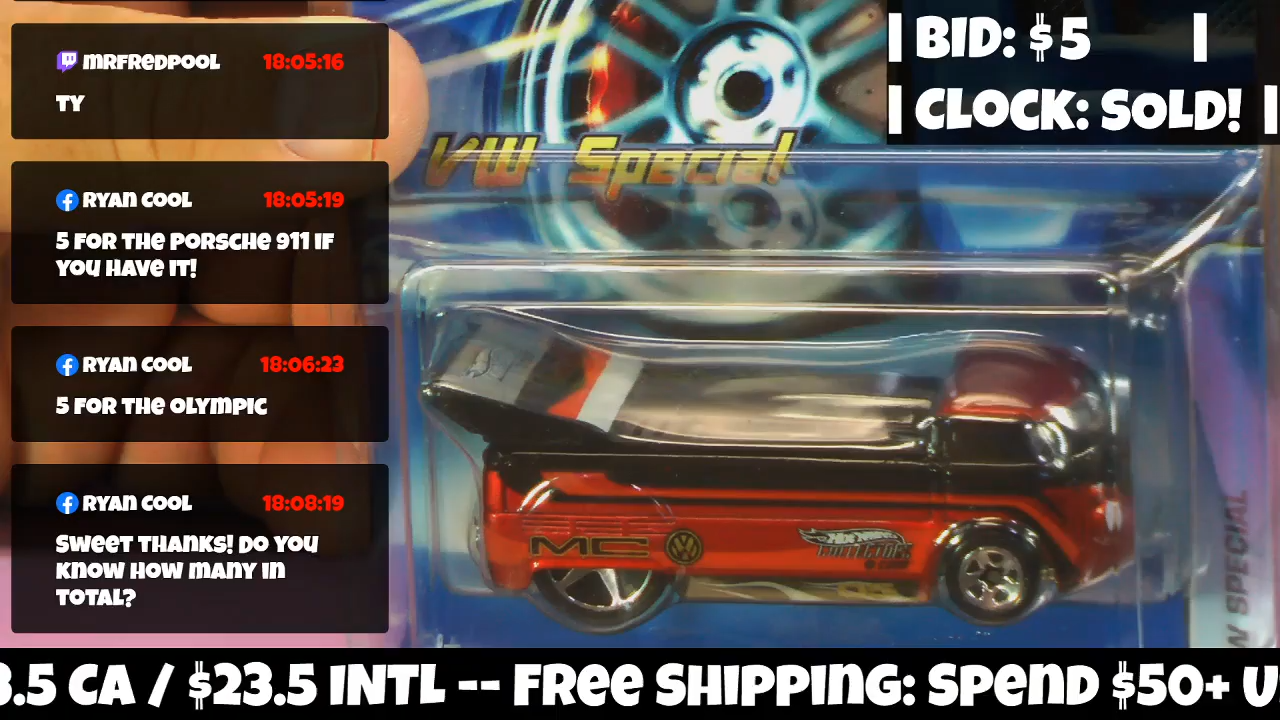 MRFREDPOOL 18:05:16
TY
RYAN COOL 18:05:19
5 FOR THE PORSCHE 911 IF
YOU HAVE IT!
RYAN COOL 18:06:23
5 FOR THE OLYMPIC
RYAN COOL 18:08:19
SWEET THANKS! DO YOU
KNOW HOW MANY IN
TOTAL?
| BID: $5 |
| CLOCK: SOLD! |
VW Special
MC
HOT WHEELS
COLLECTORS
.COM
W SPECIAL
3.5 CA / $23.5 INTL -- FREE SHIPPING: SPEND $50+ U